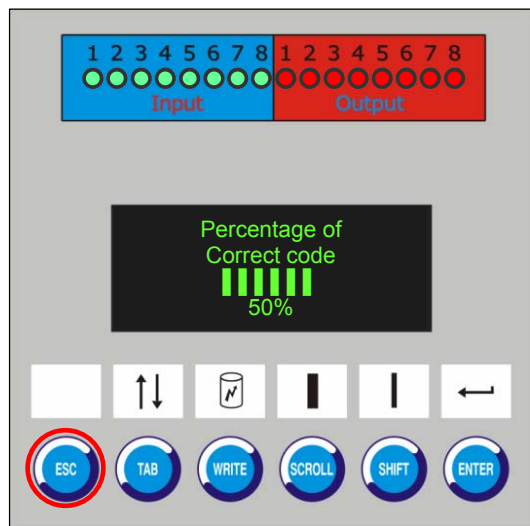 1 2 3 4 5 6 7 8 1 2 3 4 5 6 7 8
Input Output
Percentage of
Correct code
50%
ESC TAB WRITE SCROLL SHIFT ENTER